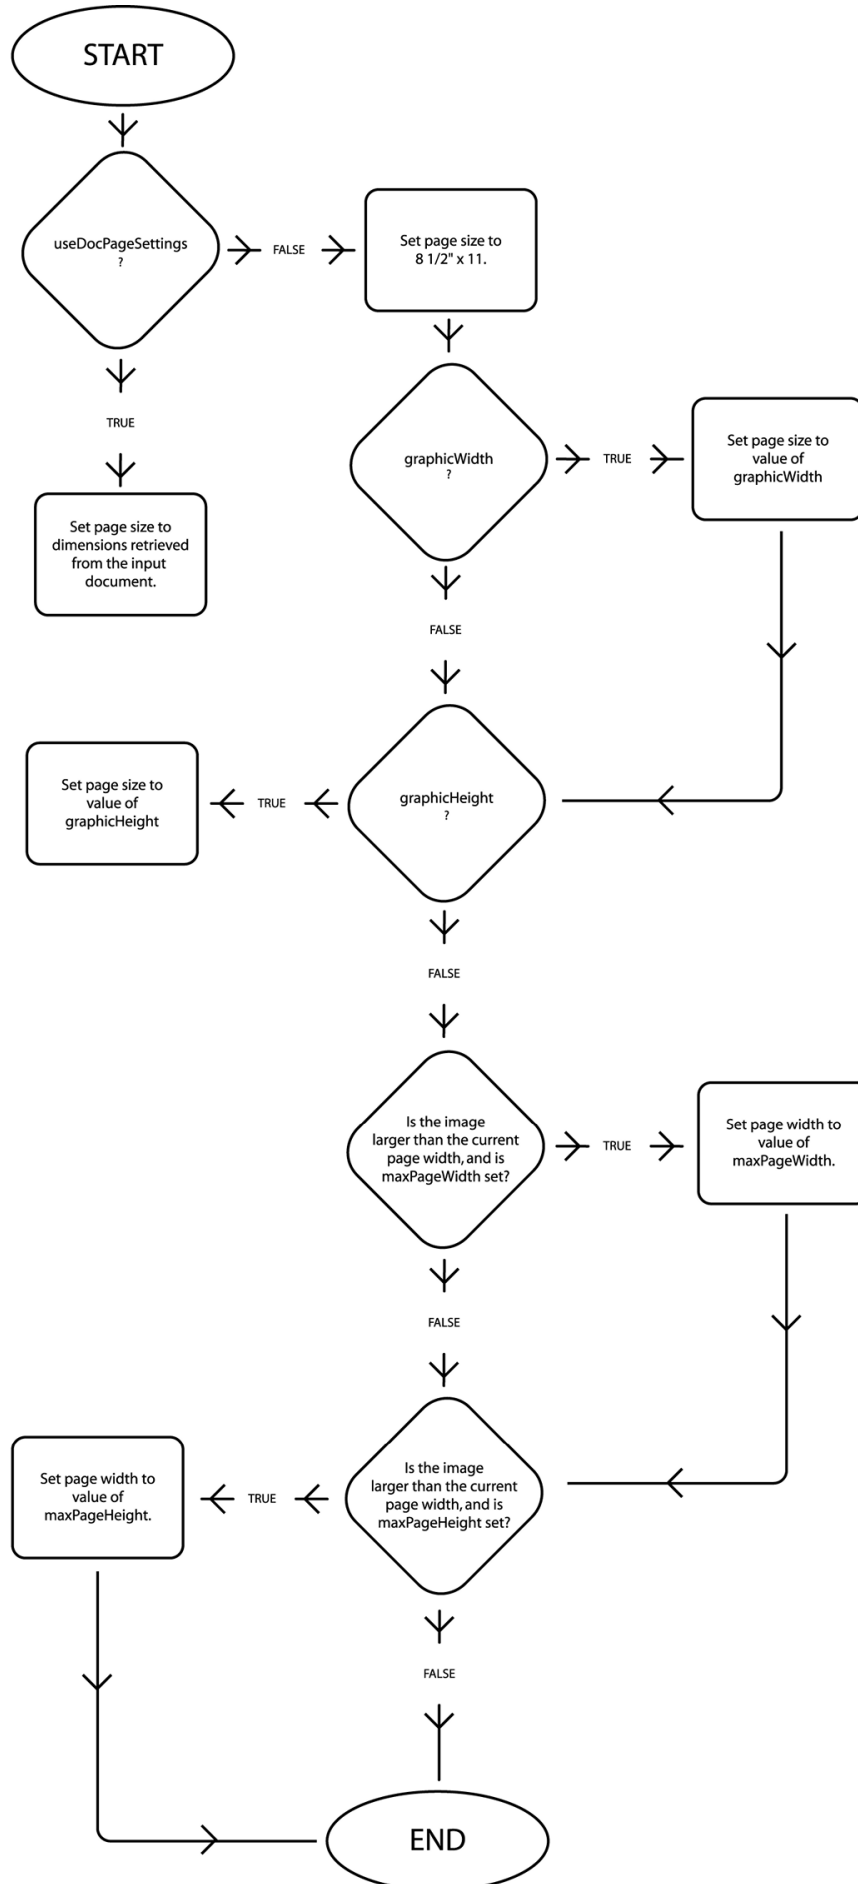 START
useDocPageSettings
?
FALSE
Set page size to
8 1/2" x 11.
TRUE
Set page size to
dimensions retrieved
from the input
document.
graphicWidth
?
TRUE
Set page size to
value of
graphicWidth
FALSE
graphicHeight
?
TRUE
Set page size to
value of
graphicHeight
FALSE
Is the image
larger than the current
page width, and is
maxPageWidth set?
TRUE
Set page width to
value of
maxPageWidth.
FALSE
Is the image
larger than the current
page width, and is
maxPageHeight set?
TRUE
Set page width to
value of
maxPageHeight.
FALSE
END